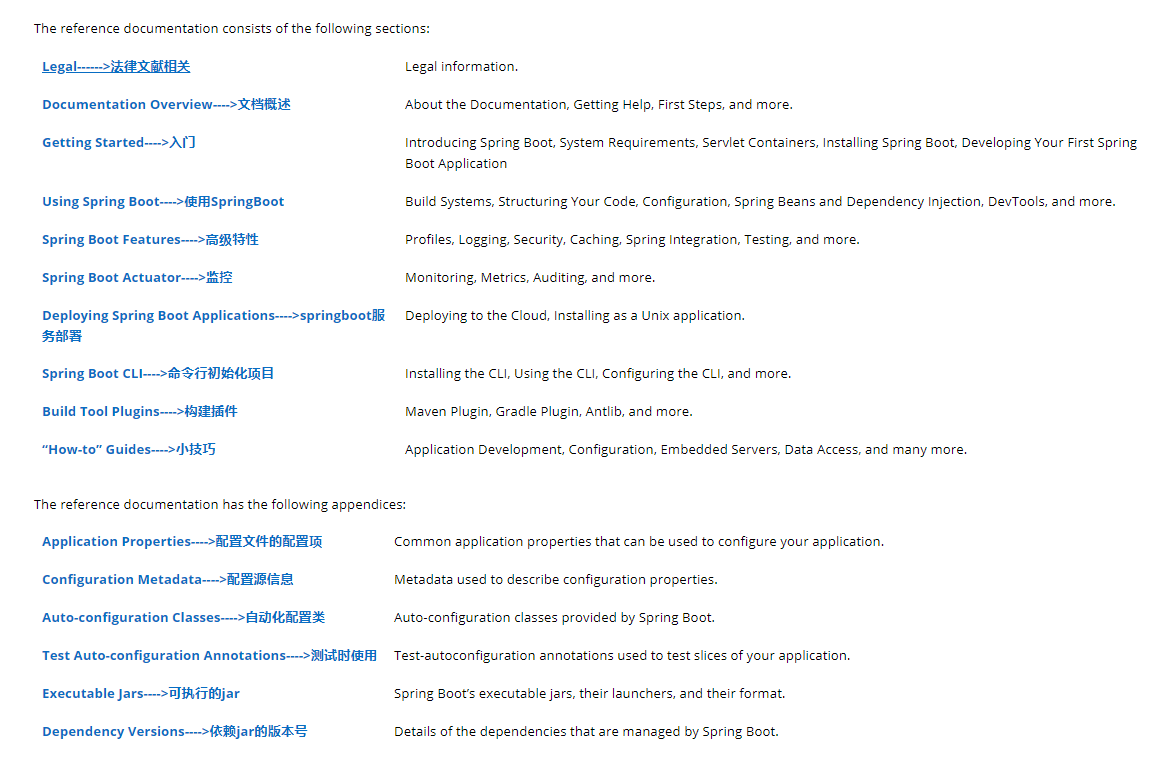 The reference documentation consists of the following sections:
Legal------>法律文献相关 Legal information.
Documentation Overview---->文档概述 About the Documentation, Getting Help, First Steps, and more.
Getting Started---->入门 Introducing Spring Boot, System Requirements, Servlet Containers, Installing Spring Boot, Developing Your First Spring
Boot Application
Using Spring Boot---->使用SpringBoot Build Systems, Structuring Your Code, Configuration, Spring Beans and Dependency Injection, DevTools, and more.
Spring Boot Features---->高级特性 Profiles, Logging, Security, Caching, Spring Integration, Testing, and more.
Spring Boot Actuator---->监控 Monitoring, Metrics, Auditing, and more.
Deploying Spring Boot Applications---->springboot服 Deploying to the Cloud, Installing as a Unix application.
务部署
Spring Boot CLI---->命令行初始化项目 Installing the CLI, Using the CLI, Configuring the CLI, and more.
Build Tool Plugins---->构建插件 Maven Plugin, Gradle Plugin, Antlib, and more.
“How-to” Guides---->小技巧 Application Development, Configuration, Embedded Servers, Data Access, and many more.
The reference documentation has the following appendices:
Application Properties---->配置文件的配置项 Common application properties that can be used to configure your application.
Configuration Metadata---->配置源信息 Metadata used to describe configuration properties.
Auto-configuration Classes---->自动化配置类 Auto-configuration classes provided by Spring Boot.
Test Auto-configuration Annotations---->测试时使用 Test-autoconfiguration annotations used to test slices of your application.
Executable Jars---->可执行的jar Spring Boot’s executable jars, their launchers, and their format.
Dependency Versions---->依赖jar的版本号 Details of the dependencies that are managed by Spring Boot.